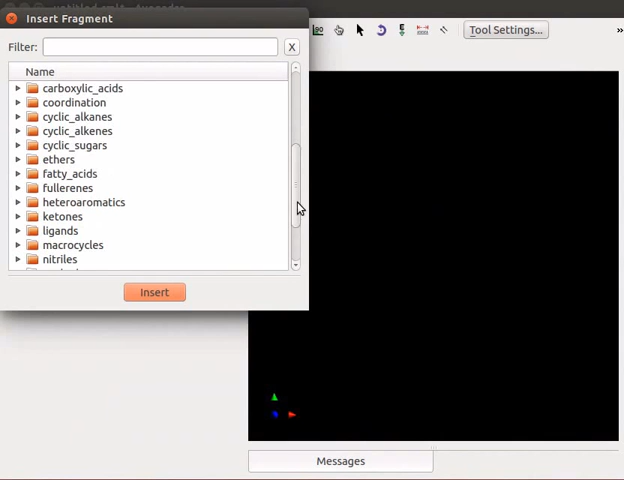 Insert Fragment
Tool Settings...
»
Filter:
X
Name
carboxylic_acids
coordination
cyclic_alkanes
cyclic_alkenes
cyclic_sugars
ethers
fatty_acids
fullerenes
heteroaromatics
ketones
ligands
macrocycles
nitriles
Insert
Messages